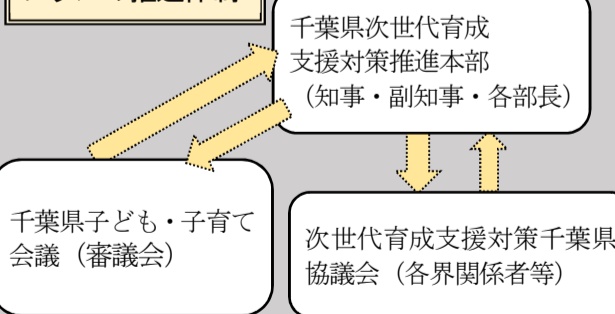 千葉県次世代育成
支援対策推進本部
（知事・副知事・各部長）
千葉県子ども・子育て
会議（審議会）
次世代育成支援対策千葉県
協議会（各界関係者等）